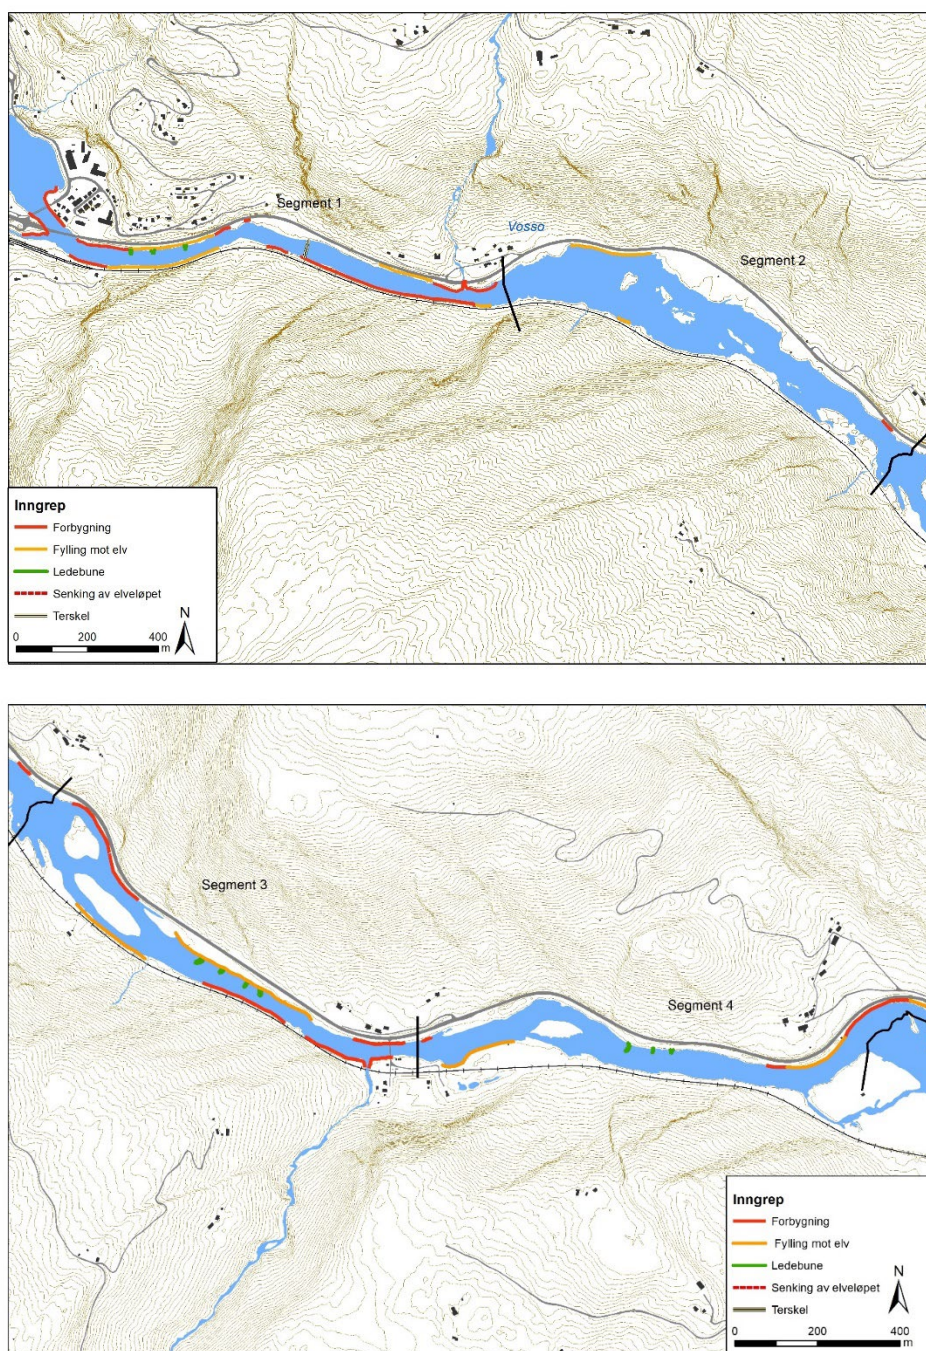 Segment 1
Vosso
Segment 2
Inngrep
Forbygning
Fylling mot elv
Ledebune
Senking av elveløpet
Terskel
N
0 200 400
m
Segment 3
Segment 4
Inngrep
Forbygning
Fylling mot elv
Ledebune
Senking av elveløpet
Terskel
N
0 200 400
m